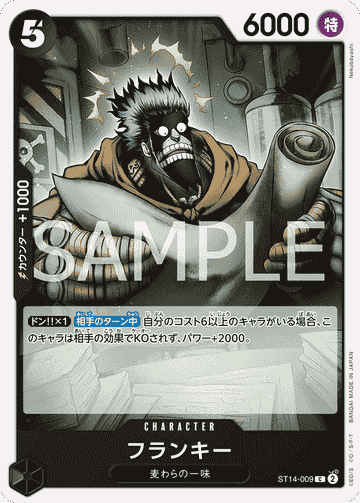 5
6000
特
Nekobayashi
カウンター +1000
SAMPLE
ドン!!×1 相手のターン中 自分のコスト6以上のキャラがいる場合、こ
のキャラは相手の効果でKOされず、パワー+2000。
CHARACTER
フランキー
麦わらの一味
ST14-009 C 2
©E.O./S. ©O./S.・F・T BANDAI MADE IN JAPAN